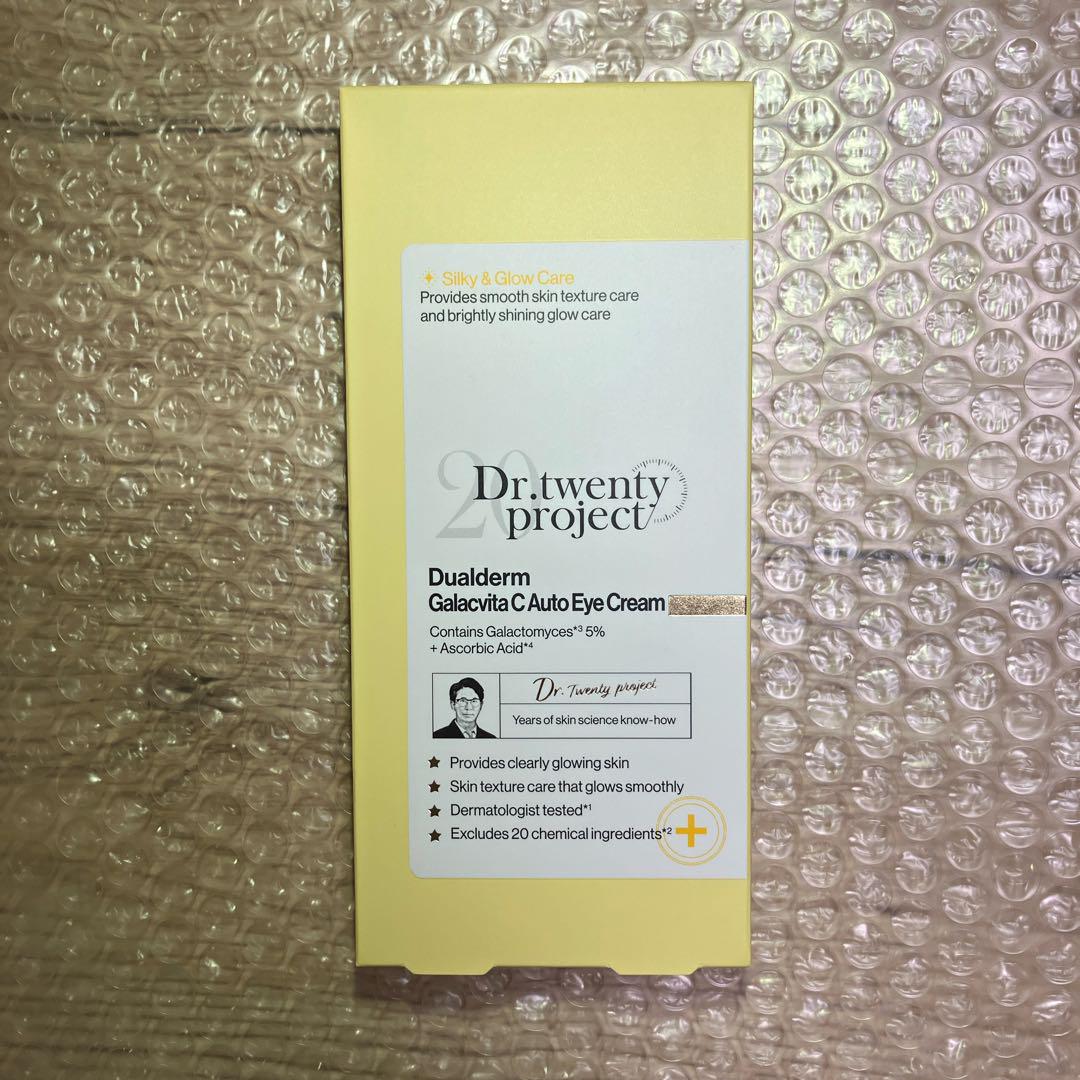 Silky & Glow Care
Provides smooth skin texture care
and brightly shining glow care
20
Dr.twenty
project
Dualderm
Galacvita C Auto Eye Cream
Contains Galactomyces*³ 5%
+ Ascorbic Acid*⁴
Dr. Twenty project
Years of skin science know-how
Provides clearly glowing skin
Skin texture care that glows smoothly
Dermatologist tested*¹
Excludes 20 chemical ingredients*²